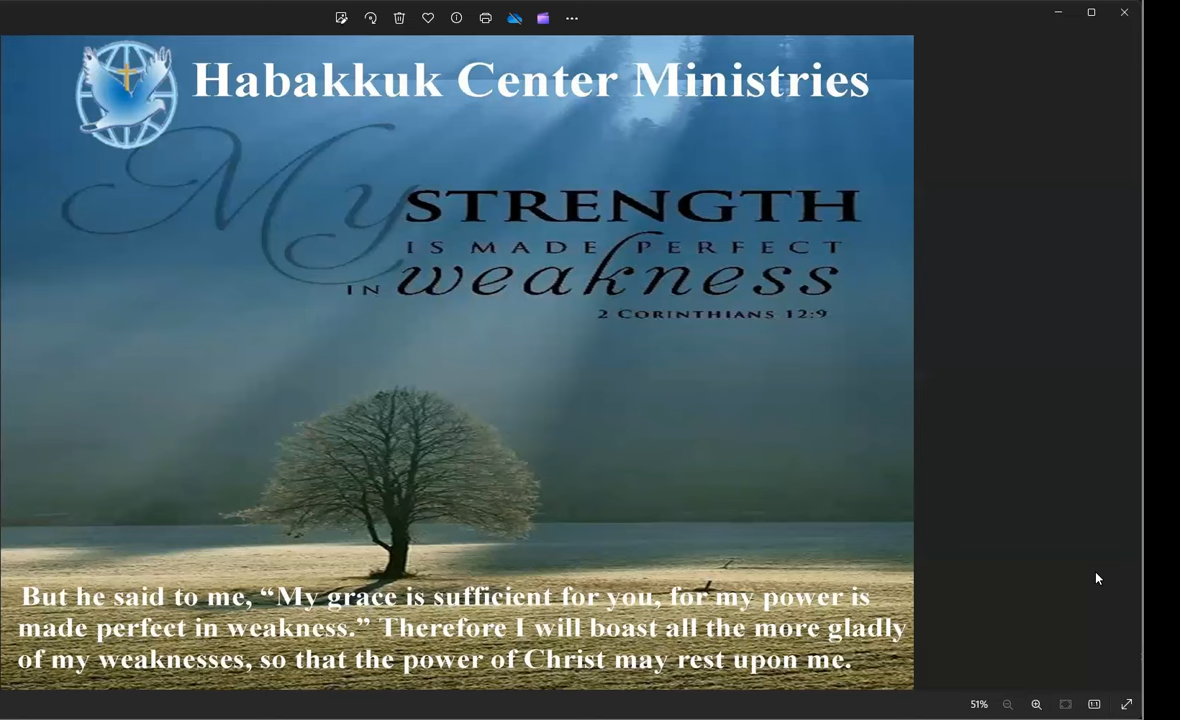 Habakkuk Center Ministries
My STRENGTH
IS MADE PERFECT
IN weakness
2 CORINTHIANS 12:9
But he said to me, “My grace is sufficient for you, for my power is
made perfect in weakness.” Therefore I will boast all the more gladly
of my weaknesses, so that the power of Christ may rest upon me.
51%